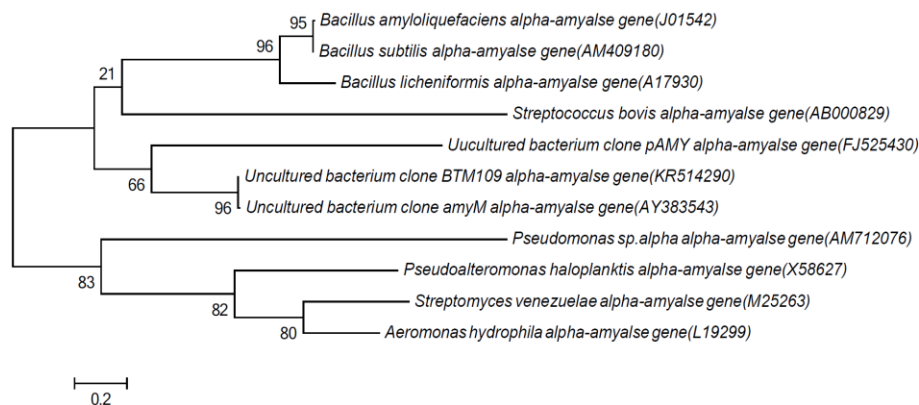 95
Bacillus amyloliquefaciens alpha-amyalse gene(J01542)
96
Bacillus subtilis alpha-amyalse gene(AM409180)
21
Bacillus licheniformis alpha-amyalse gene(A17930)
Streptococcus bovis alpha-amyalse gene(AB000829)
Uucultured bacterium clone pAMY alpha-amyalse gene(FJ525430)
66
Uncultured bacterium clone BTM109 alpha-amyalse gene(KR514290)
96
Uncultured bacterium clone amyM alpha-amyalse gene(AY383543)
Pseudomonas sp.alpha alpha-amyalse gene(AM712076)
83
Pseudoalteromonas haloplanktis alpha-amyalse gene(X58627)
82
Streptomyces venezuelae alpha-amyalse gene(M25263)
80
Aeromonas hydrophila alpha-amyalse gene(L19299)
0.2